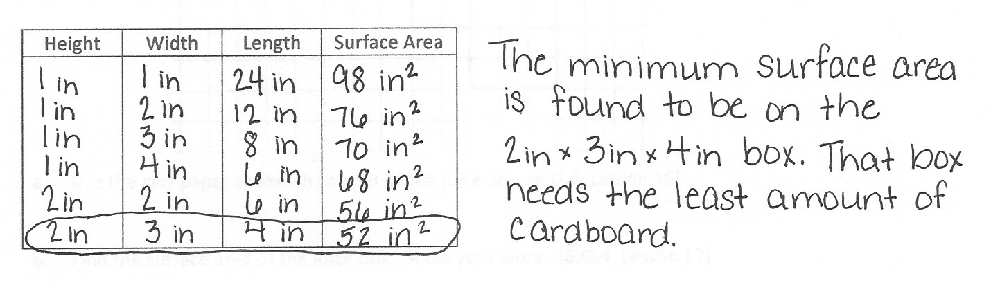 Height Width Length Surface Area
1 in 1 in 24 in 98 in²
1 in 2 in 12 in 76 in²
1 in 3 in 8 in 70 in²
1 in 4 in 6 in 68 in²
2 in 2 in 6 in 56 in²
2 in 3 in 4 in 52 in²
The minimum surface area
is found to be on the
2in x 3in x 4in box. That box
needs the least amount of
cardboard.